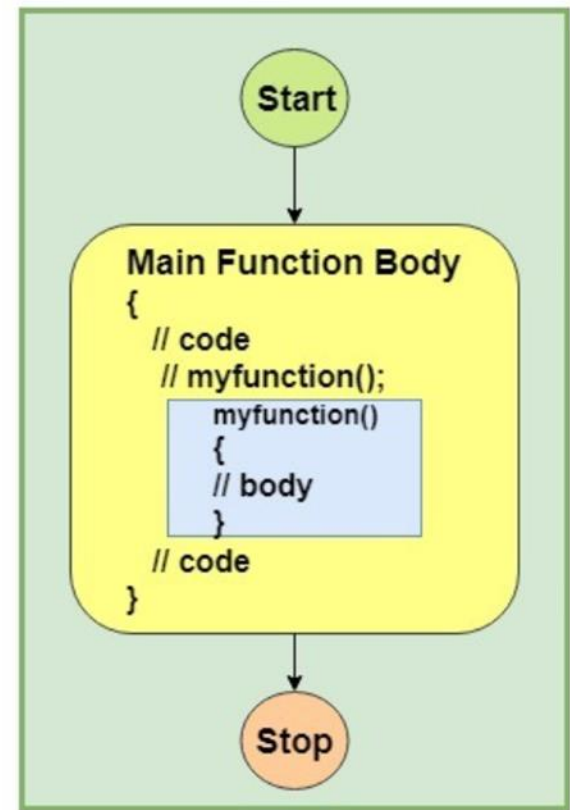 Start
Main Function Body
{
// code
// myfunction();
myfunction()
{
// body
}
// code
}
Stop